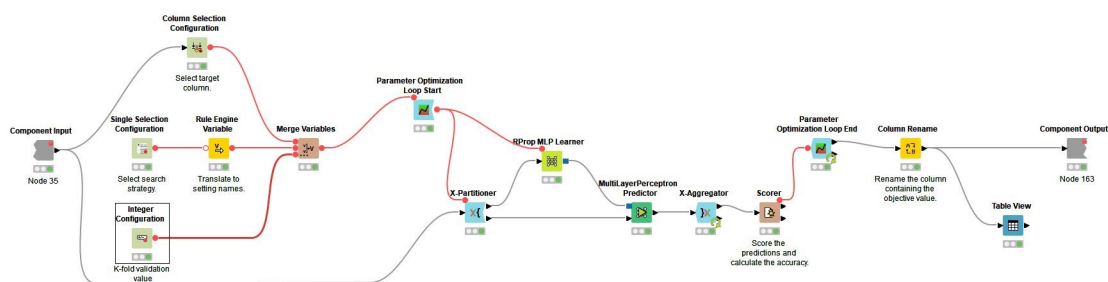 Column Selection
Configuration
Select target
column.
Parameter Optimization
Loop Start
Single Selection
Configuration
Rule Engine
Variable
Merge Variables
Component Input
Node 35
Select search
strategy.
Translate to
setting names.
RProp MLP Learner
Parameter
Optimization Loop End
Column Rename
Component Output
Rename the column
containing the
objective value.
Node 163
X-Partitioner
MultiLayerPerceptron
Predictor
X-Aggregator
Scorer
Score the
predictions and
calculate the accuracy.
Table View
Integer
Configuration
K-fold validation
value